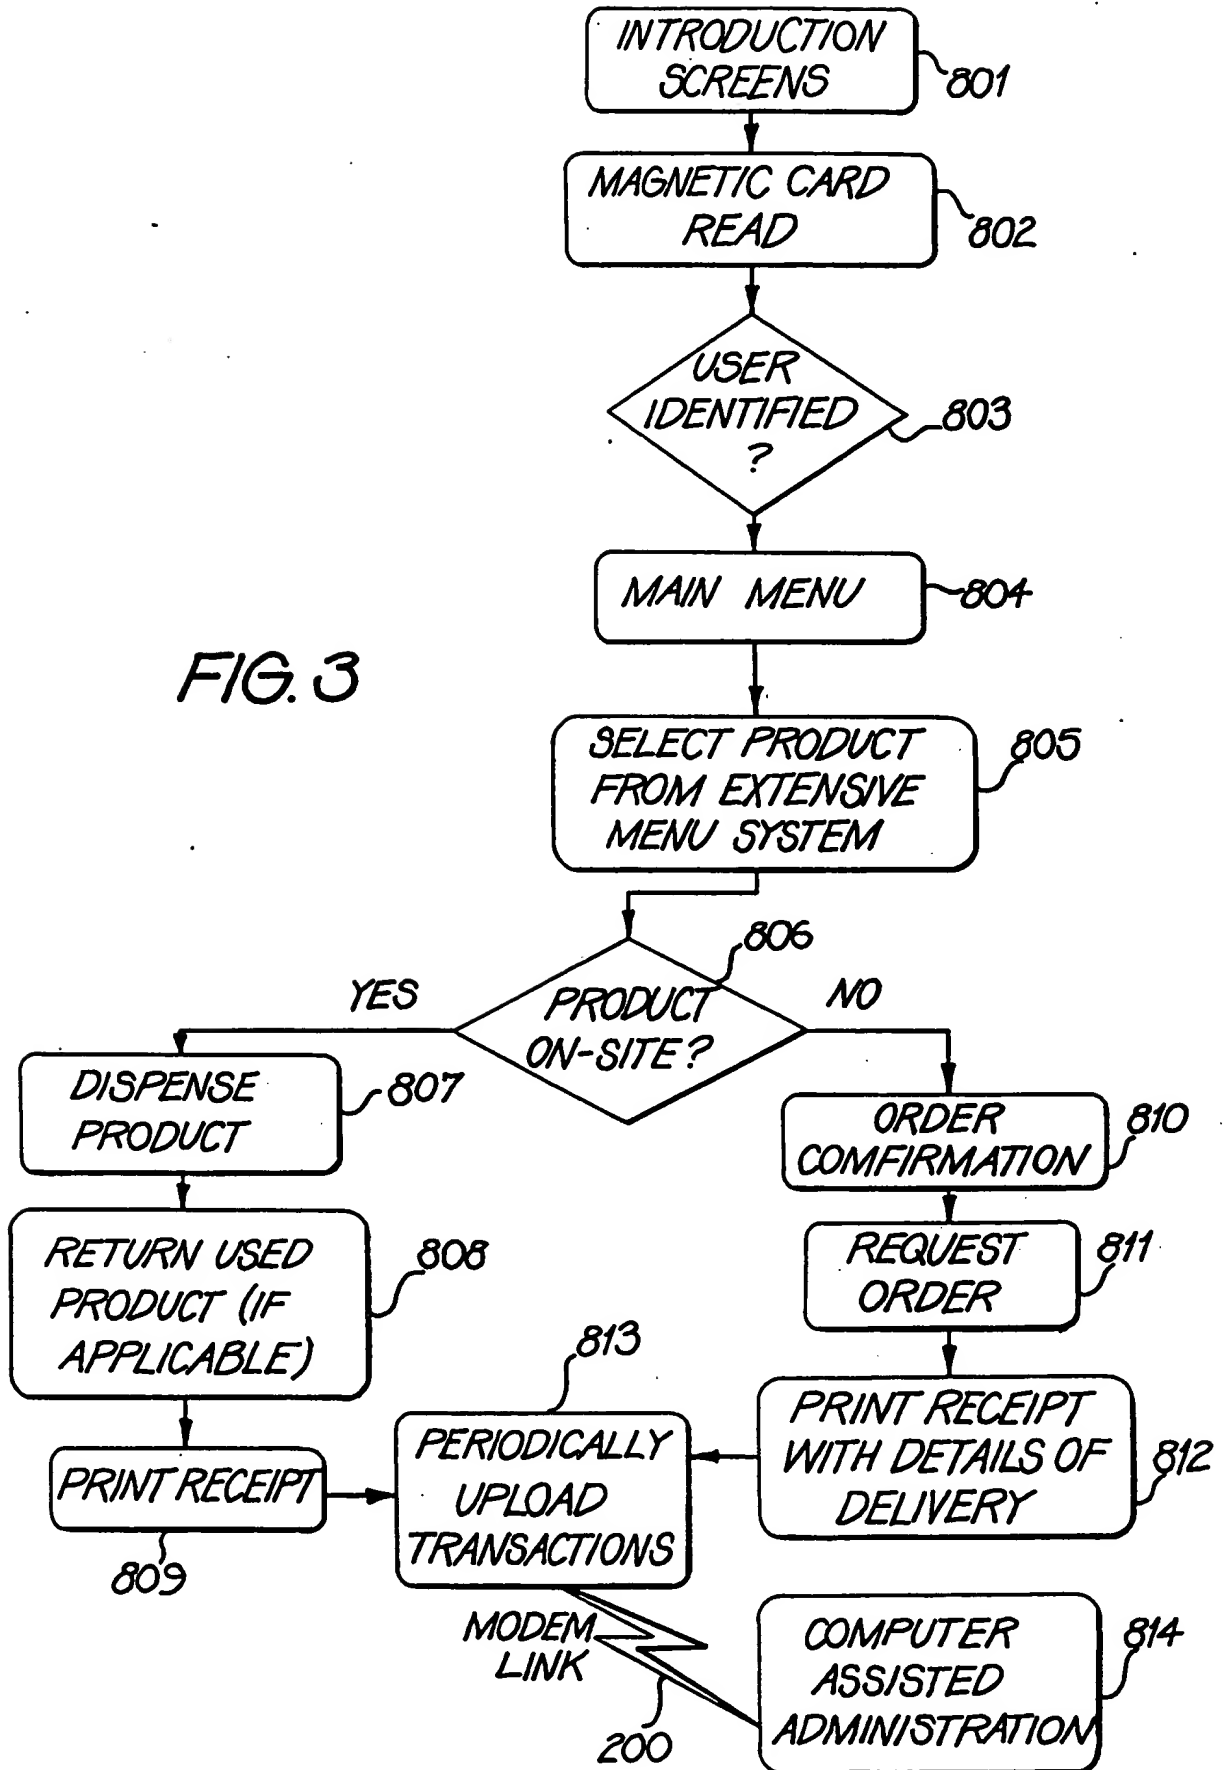 INTRODUCTION
SCREENS
801
MAGNETIC CARD
READ
802
USER
IDENTIFIED
?
803
MAIN MENU
804
FIG. 3
SELECT PRODUCT
FROM EXTENSIVE
MENU SYSTEM
805
806
YES
PRODUCT
ON-SITE?
NO
DISPENSE
PRODUCT
807
ORDER
COMFIRMATION
810
RETURN USED
PRODUCT (IF
APPLICABLE)
808
REQUEST
ORDER
811
813
PRINT RECEIPT
809
PERIODICALLY
UPLOAD
TRANSACTIONS
PRINT RECEIPT
WITH DETAILS OF
DELIVERY
812
MODEM
LINK
200
COMPUTER
ASSISTED
ADMINISTRATION
814